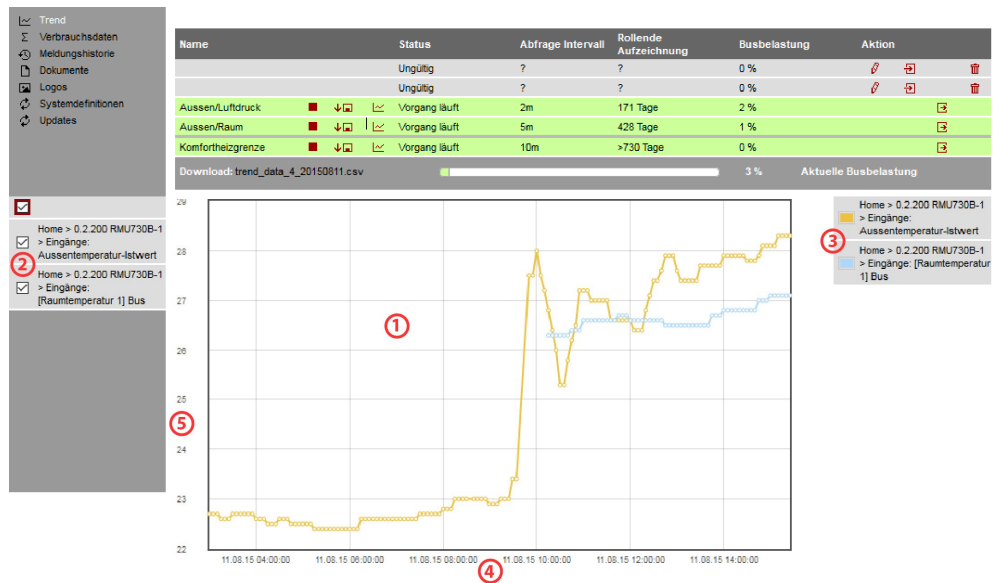 Trend
Verbrauchsdaten
Meldungshistorie
Dokumente
Logos
Systemdefinitionen
Updates
Name Status Abfrage Intervall Rollende Aufzeichnung Busbelastung Aktion
Ungültig ? ? 0 %
Ungültig ? ? 0 %
Aussen/Luftdruck Vorgang läuft 2m 171 Tage 2 %
Aussen/Raum Vorgang läuft 5m 428 Tage 1 %
Komfortheizgrenze Vorgang läuft 10m >730 Tage 0 %
Download: trend_data_4_20150811.csv 3 % Aktuelle Busbelastung
Home > 0.2.200 RMU730B-1
> Eingänge:
Aussentemperatur-Istwert
2
Home > 0.2.200 RMU730B-1
> Eingänge:
[Raumtemperatur 1] Bus
29
28
27
26
25
24
23
22
5
1
11.08.15 04:00:00 11.08.15 06:00:00 11.08.15 08:00:00 11.08.15 10:00:00 11.08.15 12:00:00 11.08.15 14:00:00
4
Home > 0.2.200 RMU730B-1
> Eingänge:
Aussentemperatur-Istwert
3
Home > 0.2.200 RMU730B-1
> Eingänge: [Raumtemperatur
1] Bus